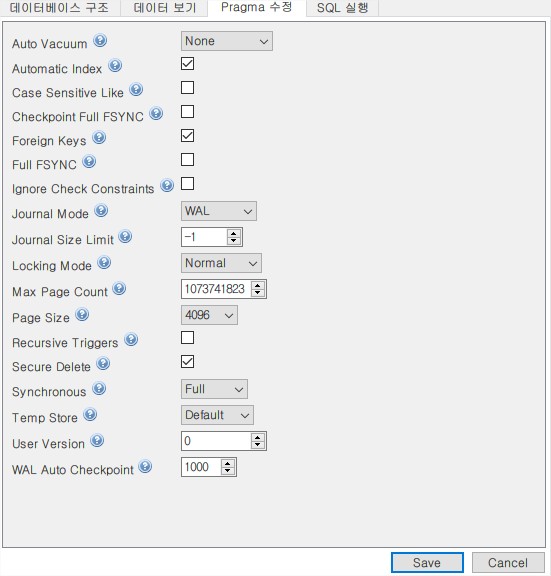 데이터베이스 구조 데이터 보기 Pragma 수정 SQL 실행
Auto Vacuum ? None
Automatic Index ?
Case Sensitive Like ?
Checkpoint Full FSYNC ?
Foreign Keys ?
Full FSYNC ?
Ignore Check Constraints ?
Journal Mode ? WAL
Journal Size Limit ? -1
Locking Mode ? Normal
Max Page Count ? 1073741823
Page Size ? 4096
Recursive Triggers ?
Secure Delete ?
Synchronous ? Full
Temp Store ? Default
User Version ? 0
WAL Auto Checkpoint ? 1000
Save Cancel